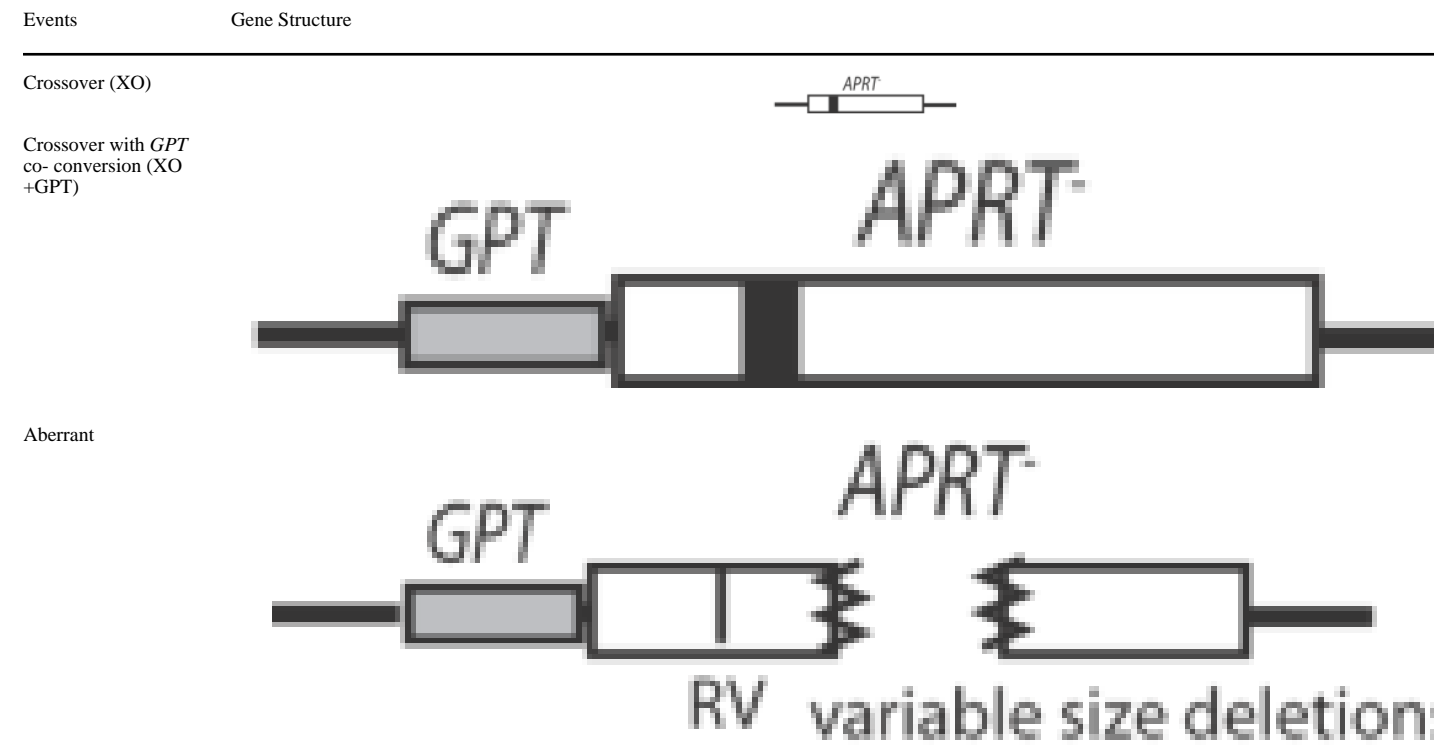 Events Gene Structure
Crossover (XO)
APRT-
Crossover with GPT
co- conversion (XO
+GPT)
GPT
APRT-
Aberrant
APRT-
GPT
RV variable size deletion